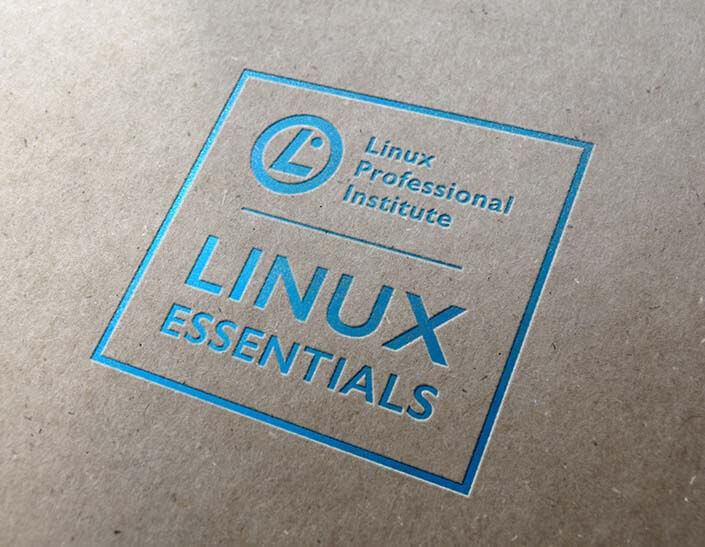 Linux
Professional
Institute
LINUX
ESSENTIALS